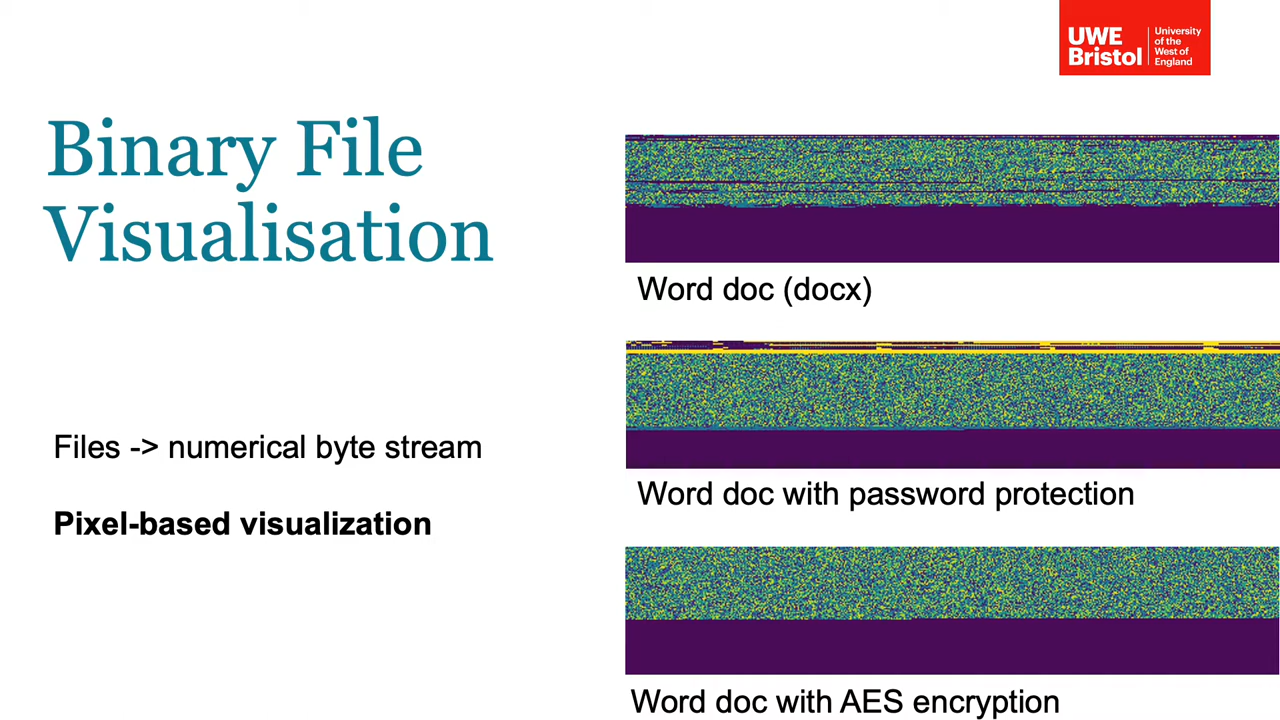 UWE
Bristol
University
of the
West of
England
Binary File
Visualisation
Files -> numerical byte stream
Pixel-based visualization
Word doc (docx)
Word doc with password protection
Word doc with AES encryption